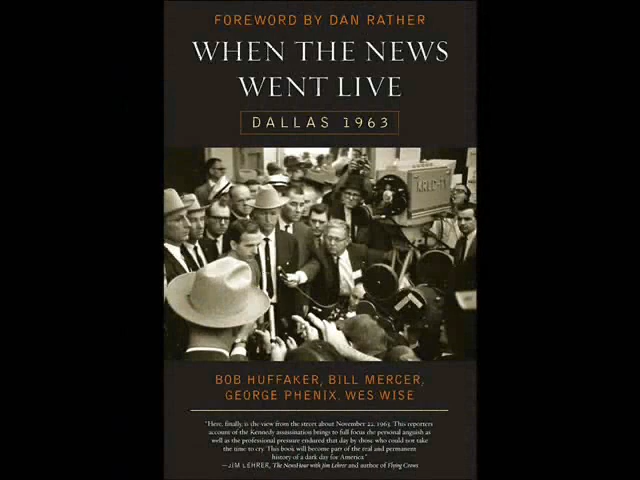 FOREWORD BY DAN RATHER
WHEN THE NEWS
WENT LIVE
DALLAS 1963
KRLD-TV
BOB HUFFAKER, BILL MERCER,
GEORGE PHENIX, WES WISE
"Here, finally, is the view from the street about November 22, 1963. This reporters
account of the Kennedy assassination brings to full focus the personal anguish as
well as the professional pressure endured that day by those who could not take
the time to cry. This book will become part of the real and permanent
history of a dark day for America."
—JIM LEHRER, The NewsHour with Jim Lehrer and author of Flying Crows